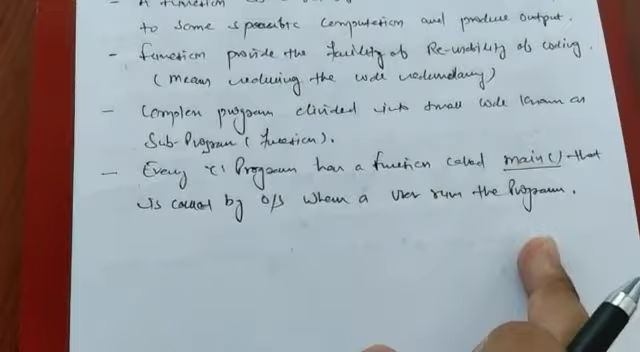 - A function
to some specific computation and produce output.
- function provide the facility of Re-usability of coding.
(means reducing the code redundancy)
- Complex program divided into small code known as
Sub-Program (function).
- Every 'C' Program has a function called main() that
is called by O/S when a user run the Program.